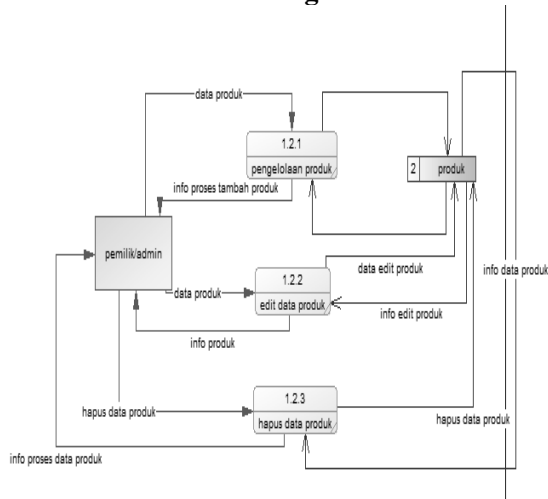 data produk
1.2.1
pengelolaan produk
2 produk
info proses tambah produk
pemilik/admin
data edit produk
info data produk
1.2.2
data produk
edit data produk
info edit produk
info produk
1.2.3
hapus data produk
hapus data produk
hapus data produk
info proses data produk